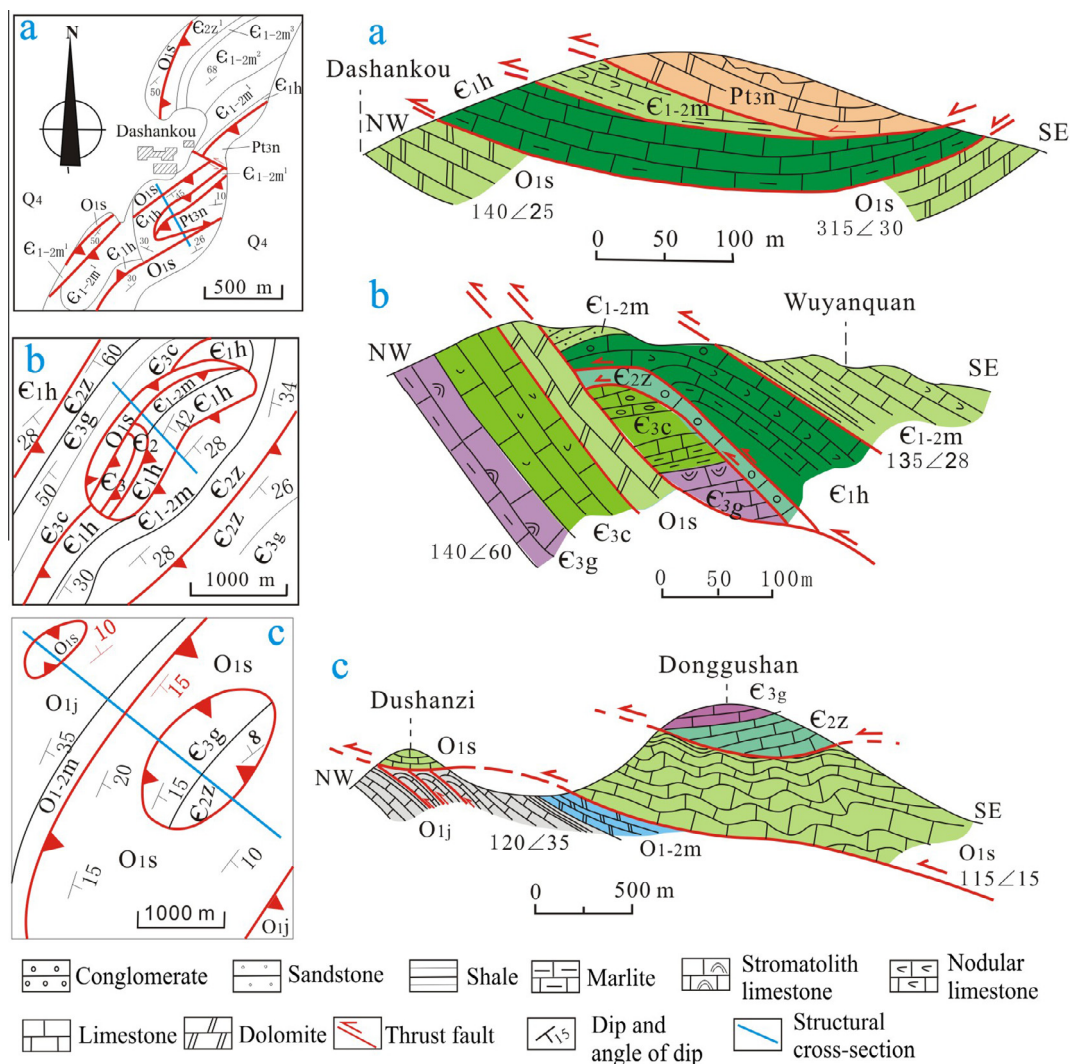 a
N
Є2z1
Є1-2m3
O1s
Є1-2m2
68
50
Є1h
Є1-2m1
Dashankou
Pt3n
Є1-2m1
Q4
O1s
O1s
15
10
Є1h
Pt3n
50
30
26
Є1-2m1
Є1h
Є1-2m1
O1s
Q4
30
500 m
a
Dashankou
Є1h
NW
Pt3n
Є1-2m
SE
O1s
140∠25
O1s
315∠30
0 50 100 m
b
60
Є3c
Є1h
Є1h
Є2z
Є1-2m
Є1h
34
28
Є3g
O1s
Є2
42
28
50
Є3
Є1h
Є2z
26
Є3c
Є1h
Є1-2m
Є3g
30
28
1000 m
b
Є1-2m
Wuyanquan
NW
Є2z
SE
Є3c
Є1-2m
135∠28
Є1h
Є3g
O1s
Є3c
140∠60
Є3g
0 50 100m
c
O1s
10
O1s
O1j
15
35
Є3g
8
O1-2m
20
15
Є2z
O1s
15
10
1000 m
O1j
c
Donggushan
Dushanzi
Є3g
Є2z
O1s
NW
O1j
120∠35
O1-2m
SE
O1s
115∠15
0 500 m
Conglomerate
Sandstone
Shale
Marlite
Stromatolith
limestone
Nodular
limestone
Limestone
Dolomite
Thrust fault
15
Dip and
angle of dip
Structural
cross-section